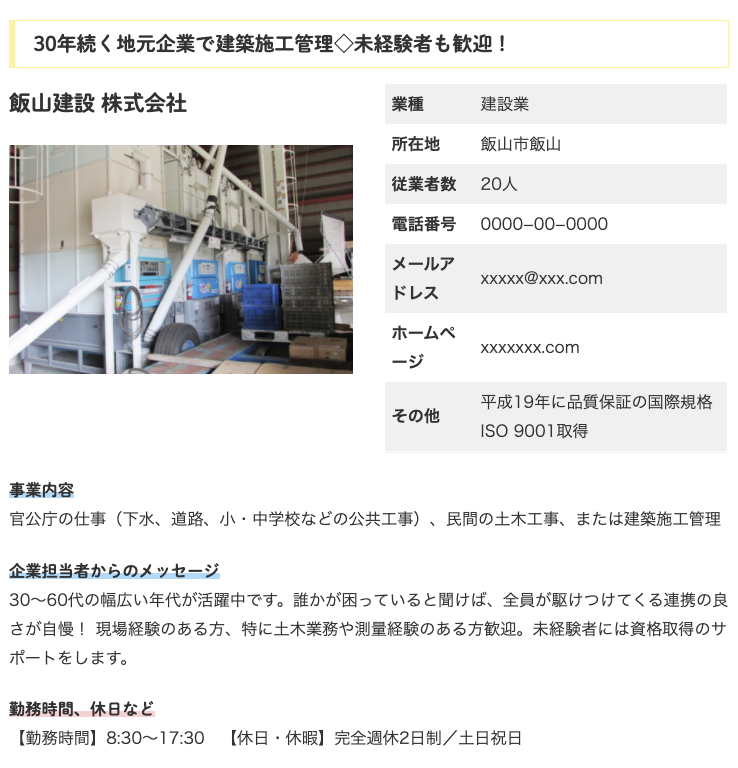 30年続く地元企業で建築施工管理◇未経験者も歓迎！
飯山建設 株式会社
業種 建設業
所在地 飯山市飯山
従業者数 20人
電話番号 0000–00–0000
メールア
ドレス xxxxx@xxx.com
ホームペ
ージ xxxxxxx.com
その他 平成19年に品質保証の国際規格
ISO 9001取得
事業内容
官公庁の仕事（下水、道路、小・中学校などの公共工事）、民間の土木工事、または建築施工管理
企業担当者からのメッセージ
30〜60代の幅広い年代が活躍中です。誰かが困っていると聞けば、全員が駆けつけてくる連携の良
さが自慢！ 現場経験のある方、特に土木業務や測量経験のある方歓迎。未経験者には資格取得のサ
ポートをします。
勤務時間、休日など
【勤務時間】8:30〜17:30　【休日・休暇】完全週休2日制／土日祝日